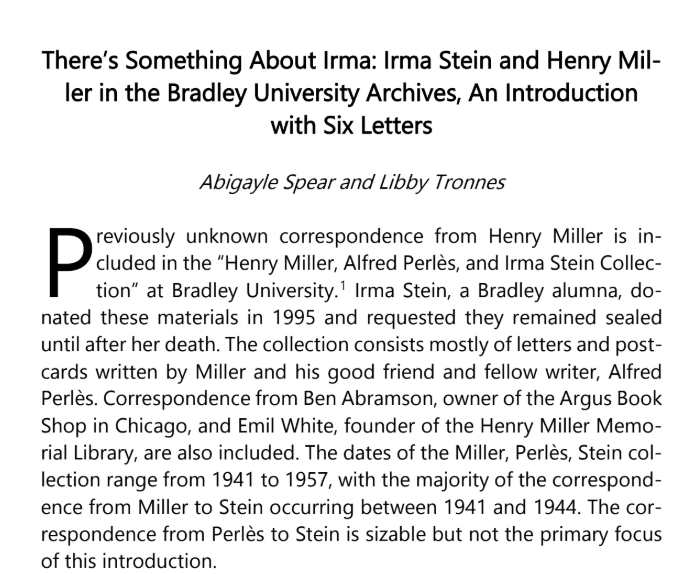 There’s Something About Irma: Irma Stein and Henry Mil-
ler in the Bradley University Archives, An Introduction
with Six Letters
Abigayle Spear and Libby Tronnes
Previously unknown correspondence from Henry Miller is in-
cluded in the “Henry Miller, Alfred Perlès, and Irma Stein Collec-
tion” at Bradley University.¹ Irma Stein, a Bradley alumna, do-
nated these materials in 1995 and requested they remained sealed
until after her death. The collection consists mostly of letters and post-
cards written by Miller and his good friend and fellow writer, Alfred
Perlès. Correspondence from Ben Abramson, owner of the Argus Book
Shop in Chicago, and Emil White, founder of the Henry Miller Memo-
rial Library, are also included. The dates of the Miller, Perlès, Stein col-
lection range from 1941 to 1957, with the majority of the correspond-
ence from Miller to Stein occurring between 1941 and 1944. The cor-
respondence from Perlès to Stein is sizable but not the primary focus
of this introduction.